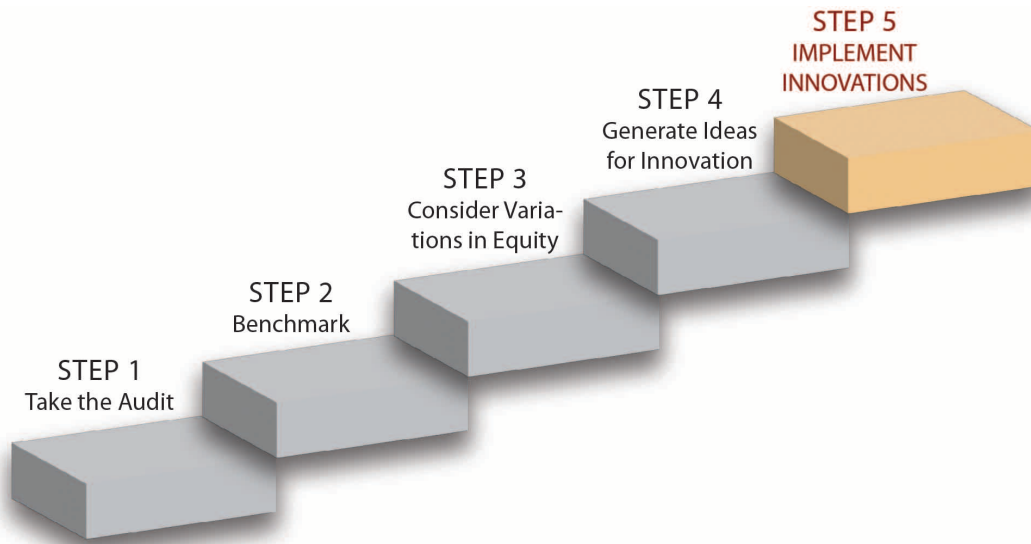 STEP 1
Take the Audit
STEP 2
Benchmark
STEP 3
Consider Varia-
tions in Equity
STEP 4
Generate Ideas
for Innovation
STEP 5
IMPLEMENT
INNOVATIONS